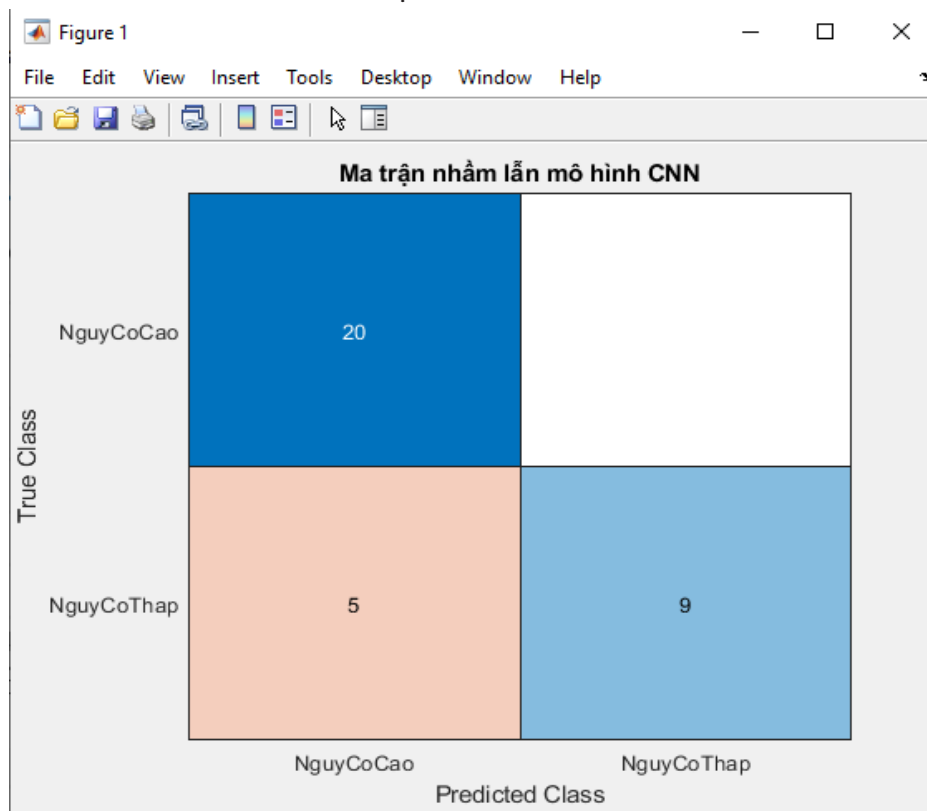 Figure 1
File Edit View Insert Tools Desktop Window Help
Ma trận nhầm lẫn mô hình CNN
NguyCoCao
20
True Class
NguyCoThap
5
9
NguyCoCao
NguyCoThap
Predicted Class